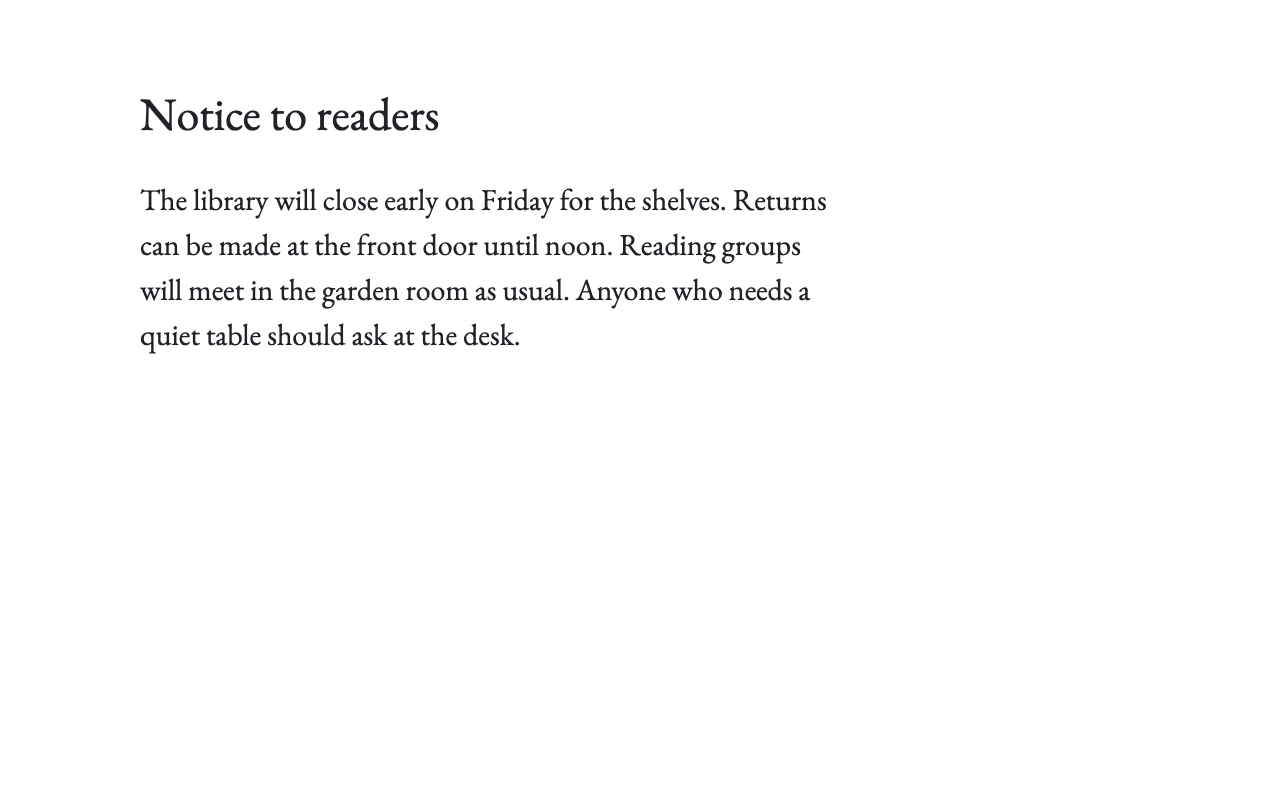 Notice to readers
The library will close early on Friday for the shelves. Returns
can be made at the front door until noon. Reading groups
will meet in the garden room as usual. Anyone who needs a
quiet table should ask at the desk.